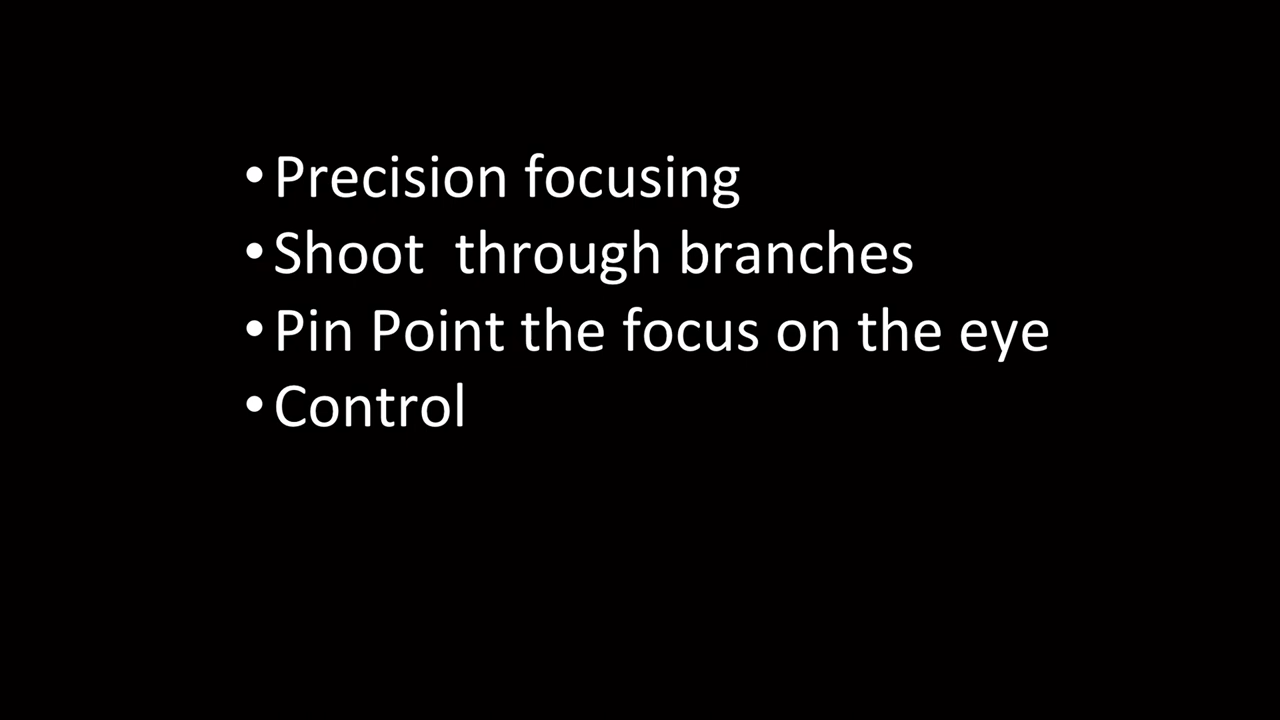 • Precision focusing
• Shoot  through branches
• Pin Point the focus on the eye
• Control